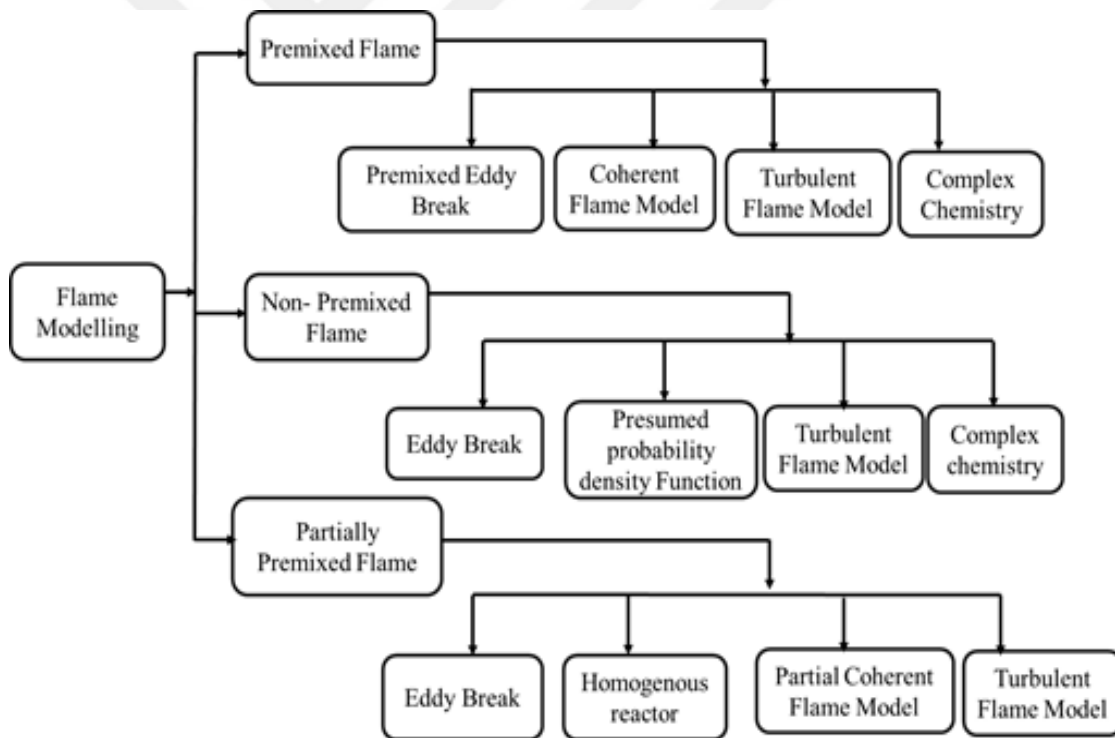 Premixed Flame
Premixed Eddy
Break
Coherent
Flame Model
Turbulent
Flame Model
Complex
Chemistry
Flame
Modelling
Non- Premixed
Flame
Eddy Break
Presumed
probability
density Function
Turbulent
Flame Model
Complex
chemistry
Partially
Premixed Flame
Eddy Break
Homogenous
reactor
Partial Coherent
Flame Model
Turbulent
Flame Model